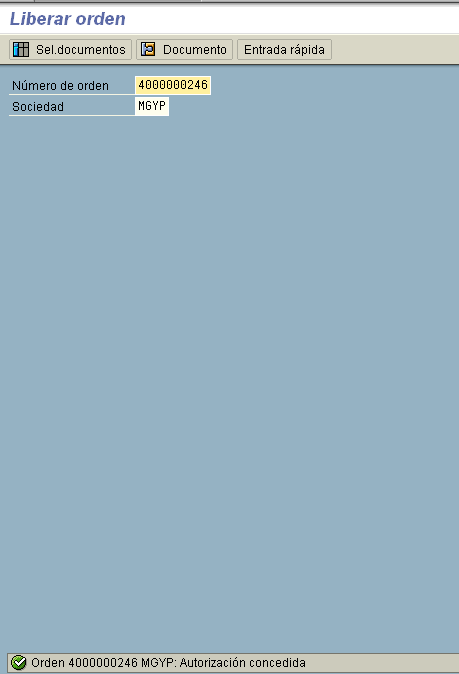 Liberar orden
Sel.documentos Documento Entrada rápida
Número de orden 4000000246
Sociedad MGYP
Orden 4000000246 MGYP: Autorización concedida